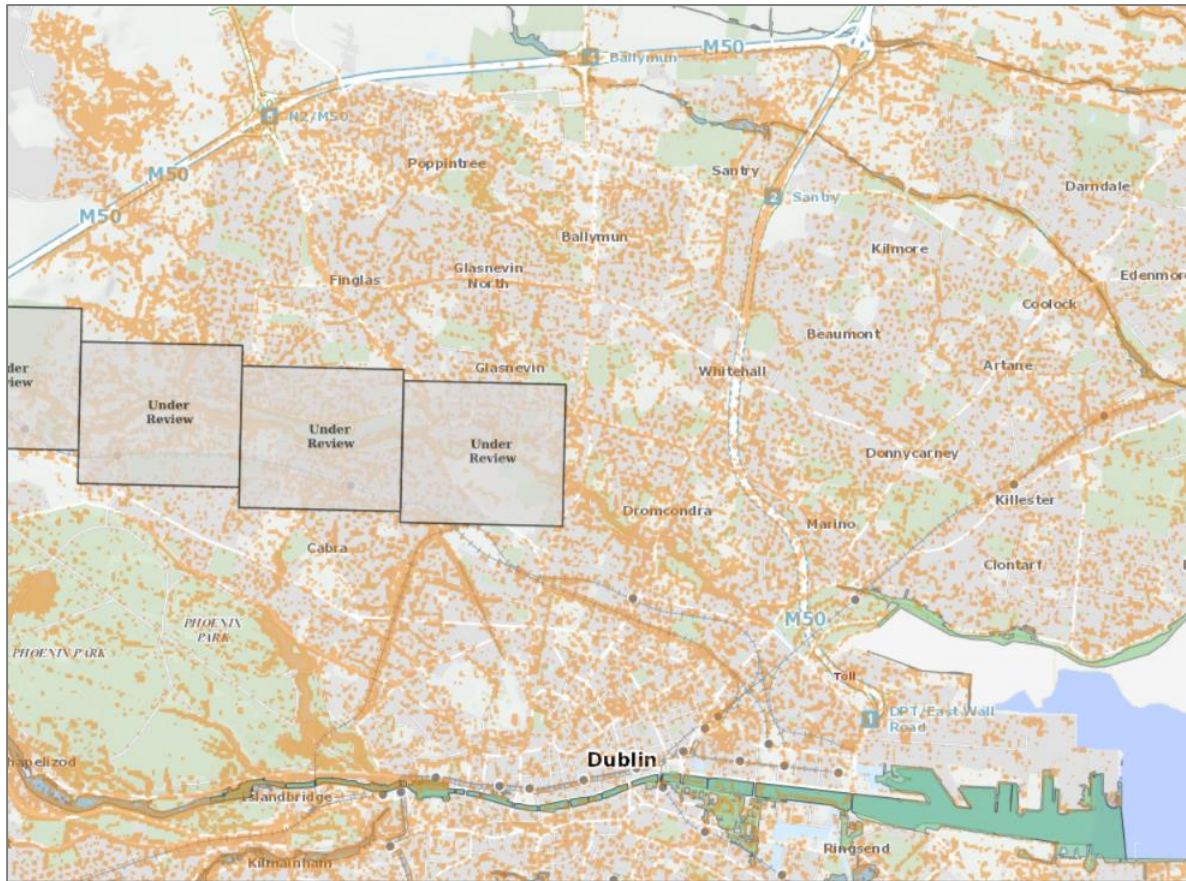 M50
Ballymun
N2/M50
Poppintree
Santry
M50
2
Santry
Darndale
M50
Ballymun
Kilmore
Finglas
Glasnevin
North
Edenmore
Coolock
Beaumont
Artane
Glasnevin
Whitehall
Under
Review
Under
Review
Under
Review
Donnycarney
Killester
Dromcondra
Marino
Cabra
Clontarf
M50
PHOENIX
PARK
PHOENIX PARK
Toll
1
DPT/East Wall
Road
Dublin
hapelizod
Islandbridge
Kilmainham
Ringsend